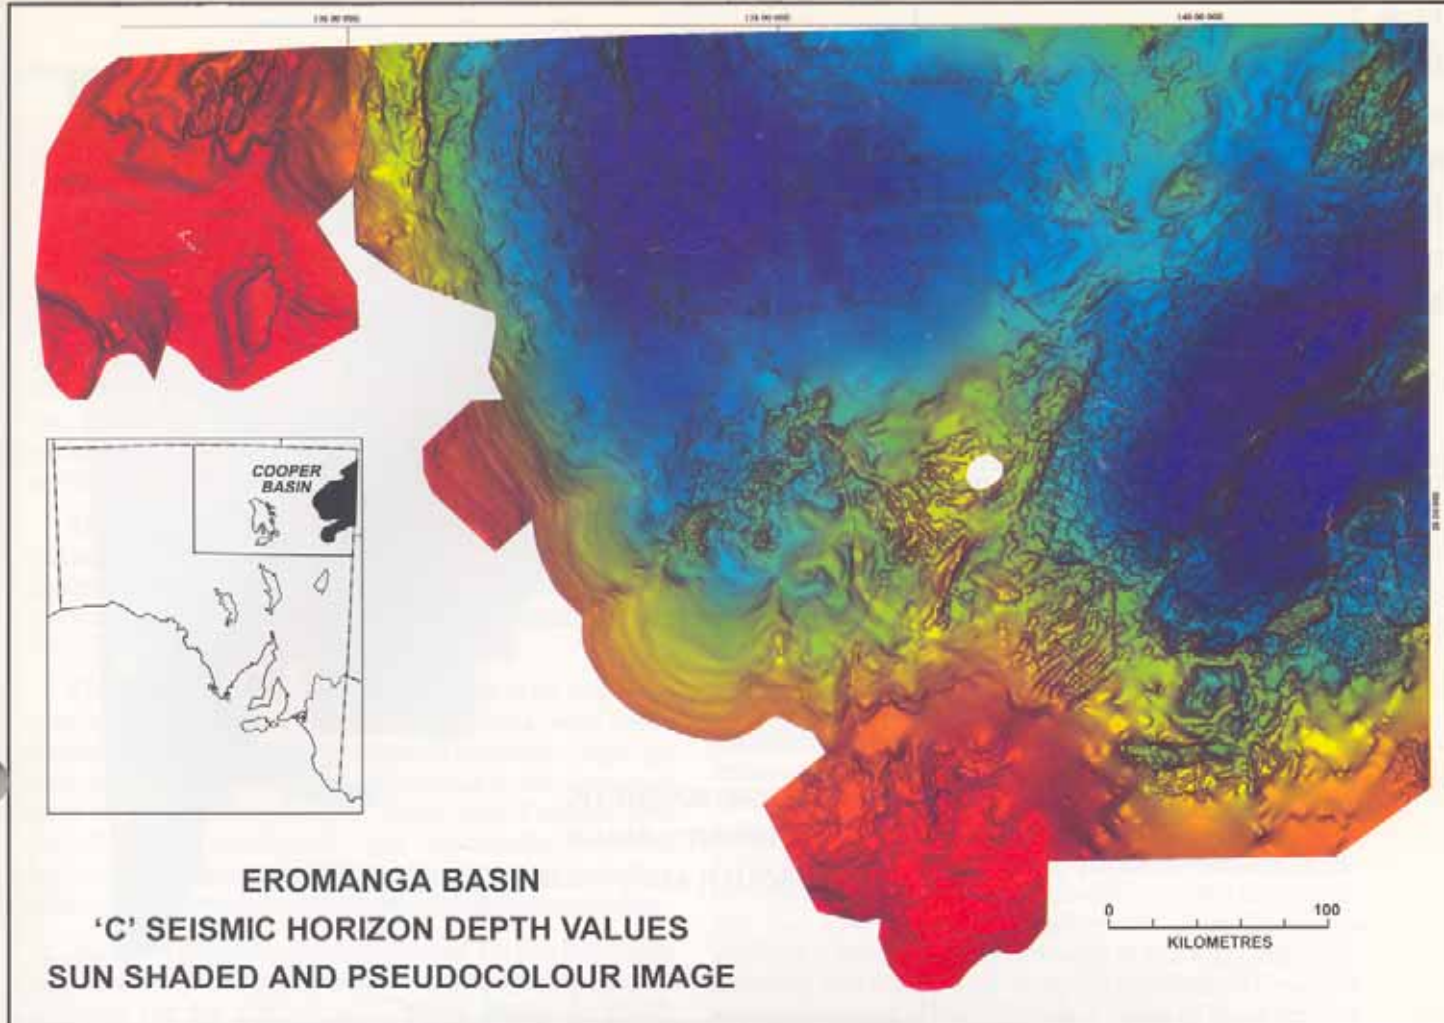 COOPER
BASIN
EROMANGA BASIN
‘C’ SEISMIC HORIZON DEPTH VALUES
SUN SHADED AND PSEUDOCOLOUR IMAGE
0 100
KILOMETRES